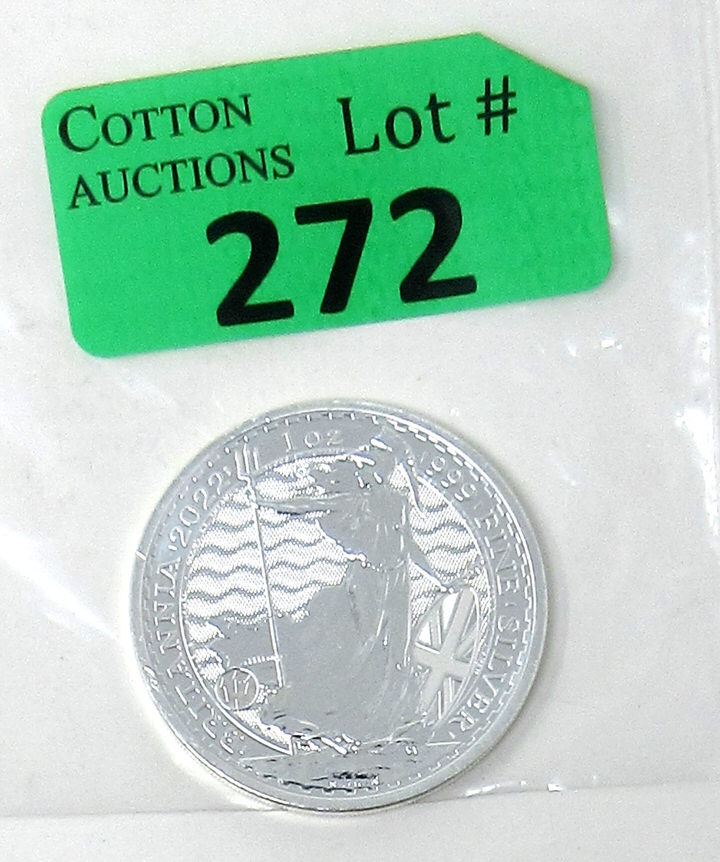 COTTON
AUCTIONS
Lot #
272
BRITANNIA 2022 1 OZ 999 FINE SILVER